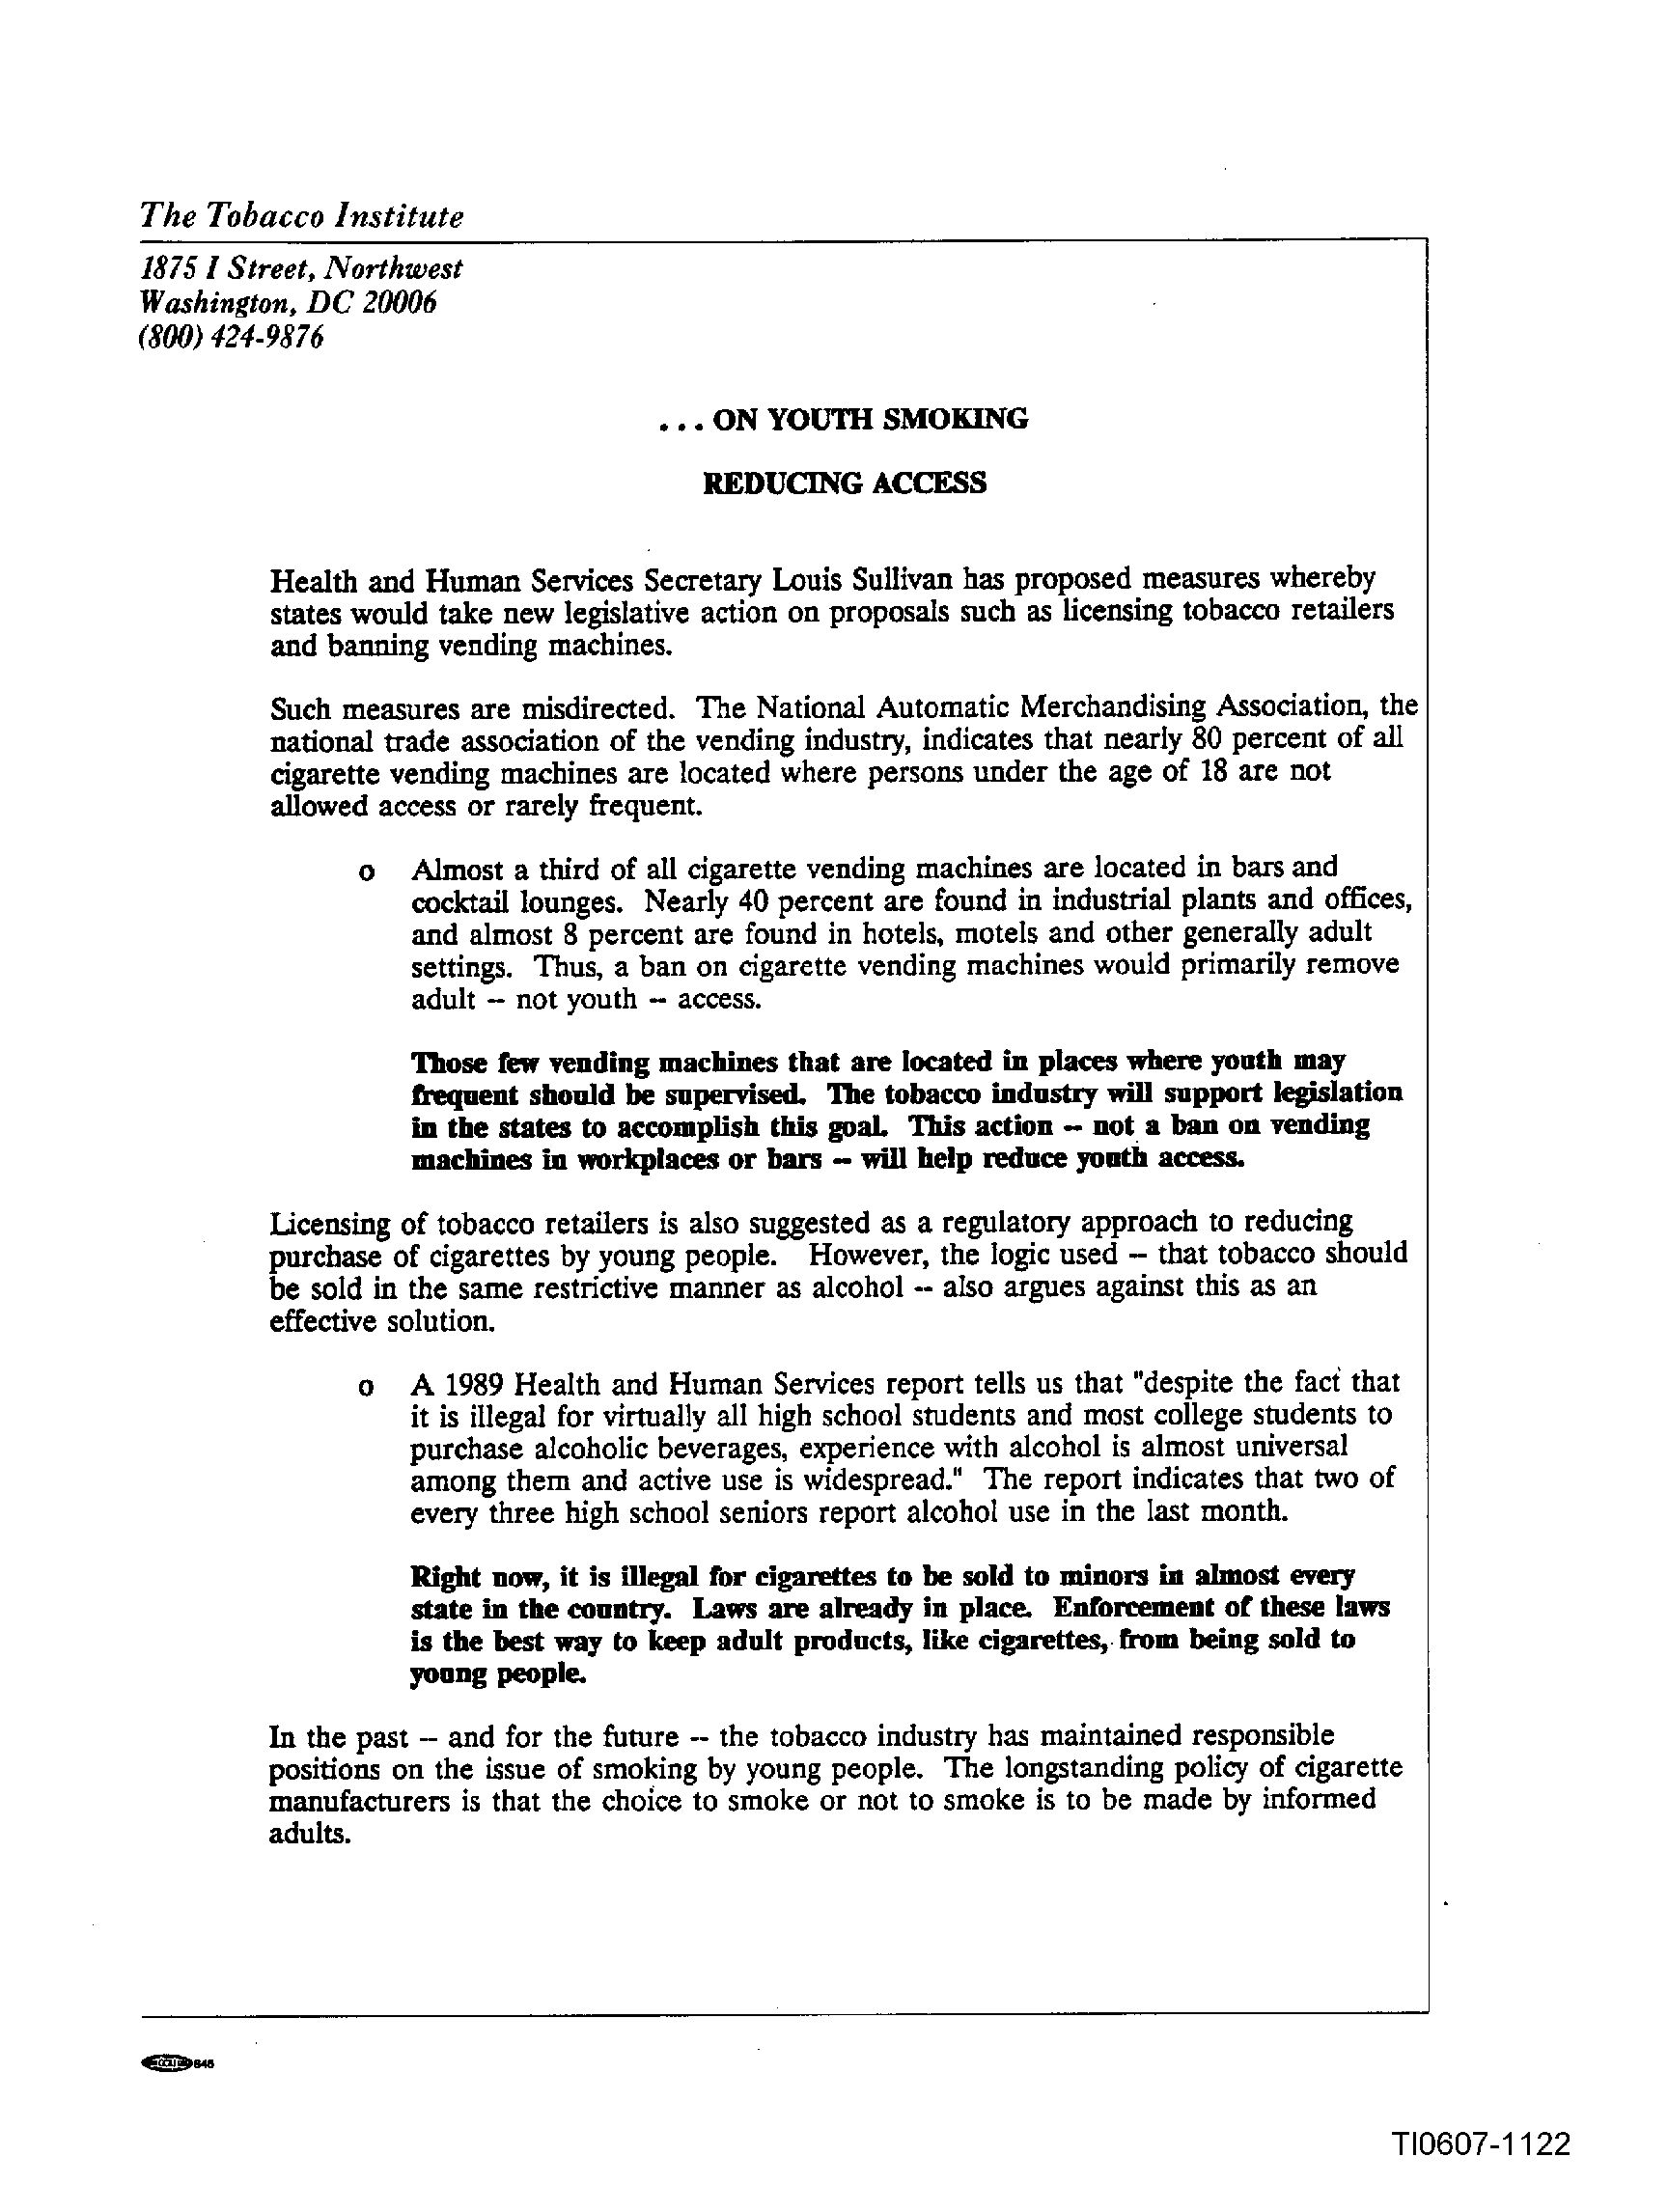 The Tobacco Institute
1875 I Street, Northwest
Washington, DC 20006
(800) 424-9876
. . . ON YOUTH SMOKING
REDUCING ACCESS
Health and Human Services Secretary Louis Sullivan has proposed measures whereby
states would take new legislative action on proposals such as licensing tobacco retailers
and banning vending machines.
Such measures are misdirected. The National Automatic Merchandising Association, the
national trade association of the vending industry, indicates that nearly 80 percent of all
cigarette vending machines are located where persons under the age of 18 are not
allowed access or rarely frequent.
o Almost a third of all cigarette vending machines are located in bars and
cocktail lounges. Nearly 40 percent are found in industrial plants and offices,
and almost 8 percent are found in hotels, motels and other generally adult
settings. Thus, a ban on cigarette vending machines would primarily remove
adult -- not youth -- access.
Those few vending machines that are located in places where youth may
frequent should be supervised. The tobacco industry will support legislation
in the states to accomplish this goal. This action -- not a ban on vending
machines in workplaces or bars -- will help reduce youth access.
Licensing of tobacco retailers is also suggested as a regulatory approach to reducing
purchase of cigarettes by young people. However, the logic used -- that tobacco should
be sold in the same restrictive manner as alcohol -- also argues against this as an
effective solution.
o A 1989 Health and Human Services report tells us that "despite the fact that
it is illegal for virtually all high school students and most college students to
purchase alcoholic beverages, experience with alcohol is almost universal
among them and active use is widespread." The report indicates that two of
every three high school seniors report alcohol use in the last month.
Right now, it is illegal for cigarettes to be sold to minors in almost every
state in the country. Laws are already in place. Enforcement of these laws
is the best way to keep adult products, like cigarettes, from being sold to
young people.
In the past -- and for the future -- the tobacco industry has maintained responsible
positions on the issue of smoking by young people. The longstanding policy of cigarette
manufacturers is that the choice to smoke or not to smoke is to be made by informed
adults.
TI0607-1122